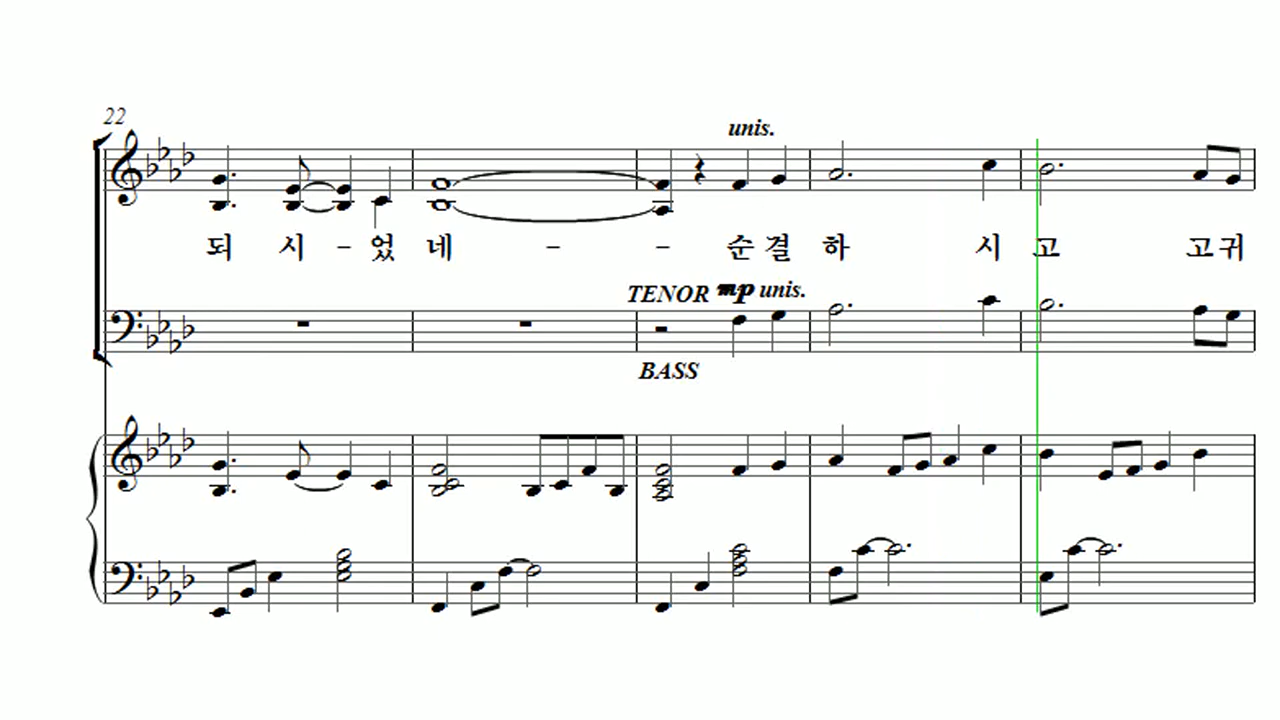 22
unis.
되 시 - 었 네 - - 순 결 하 시 고 고 귀
TENOR mp unis.
BASS